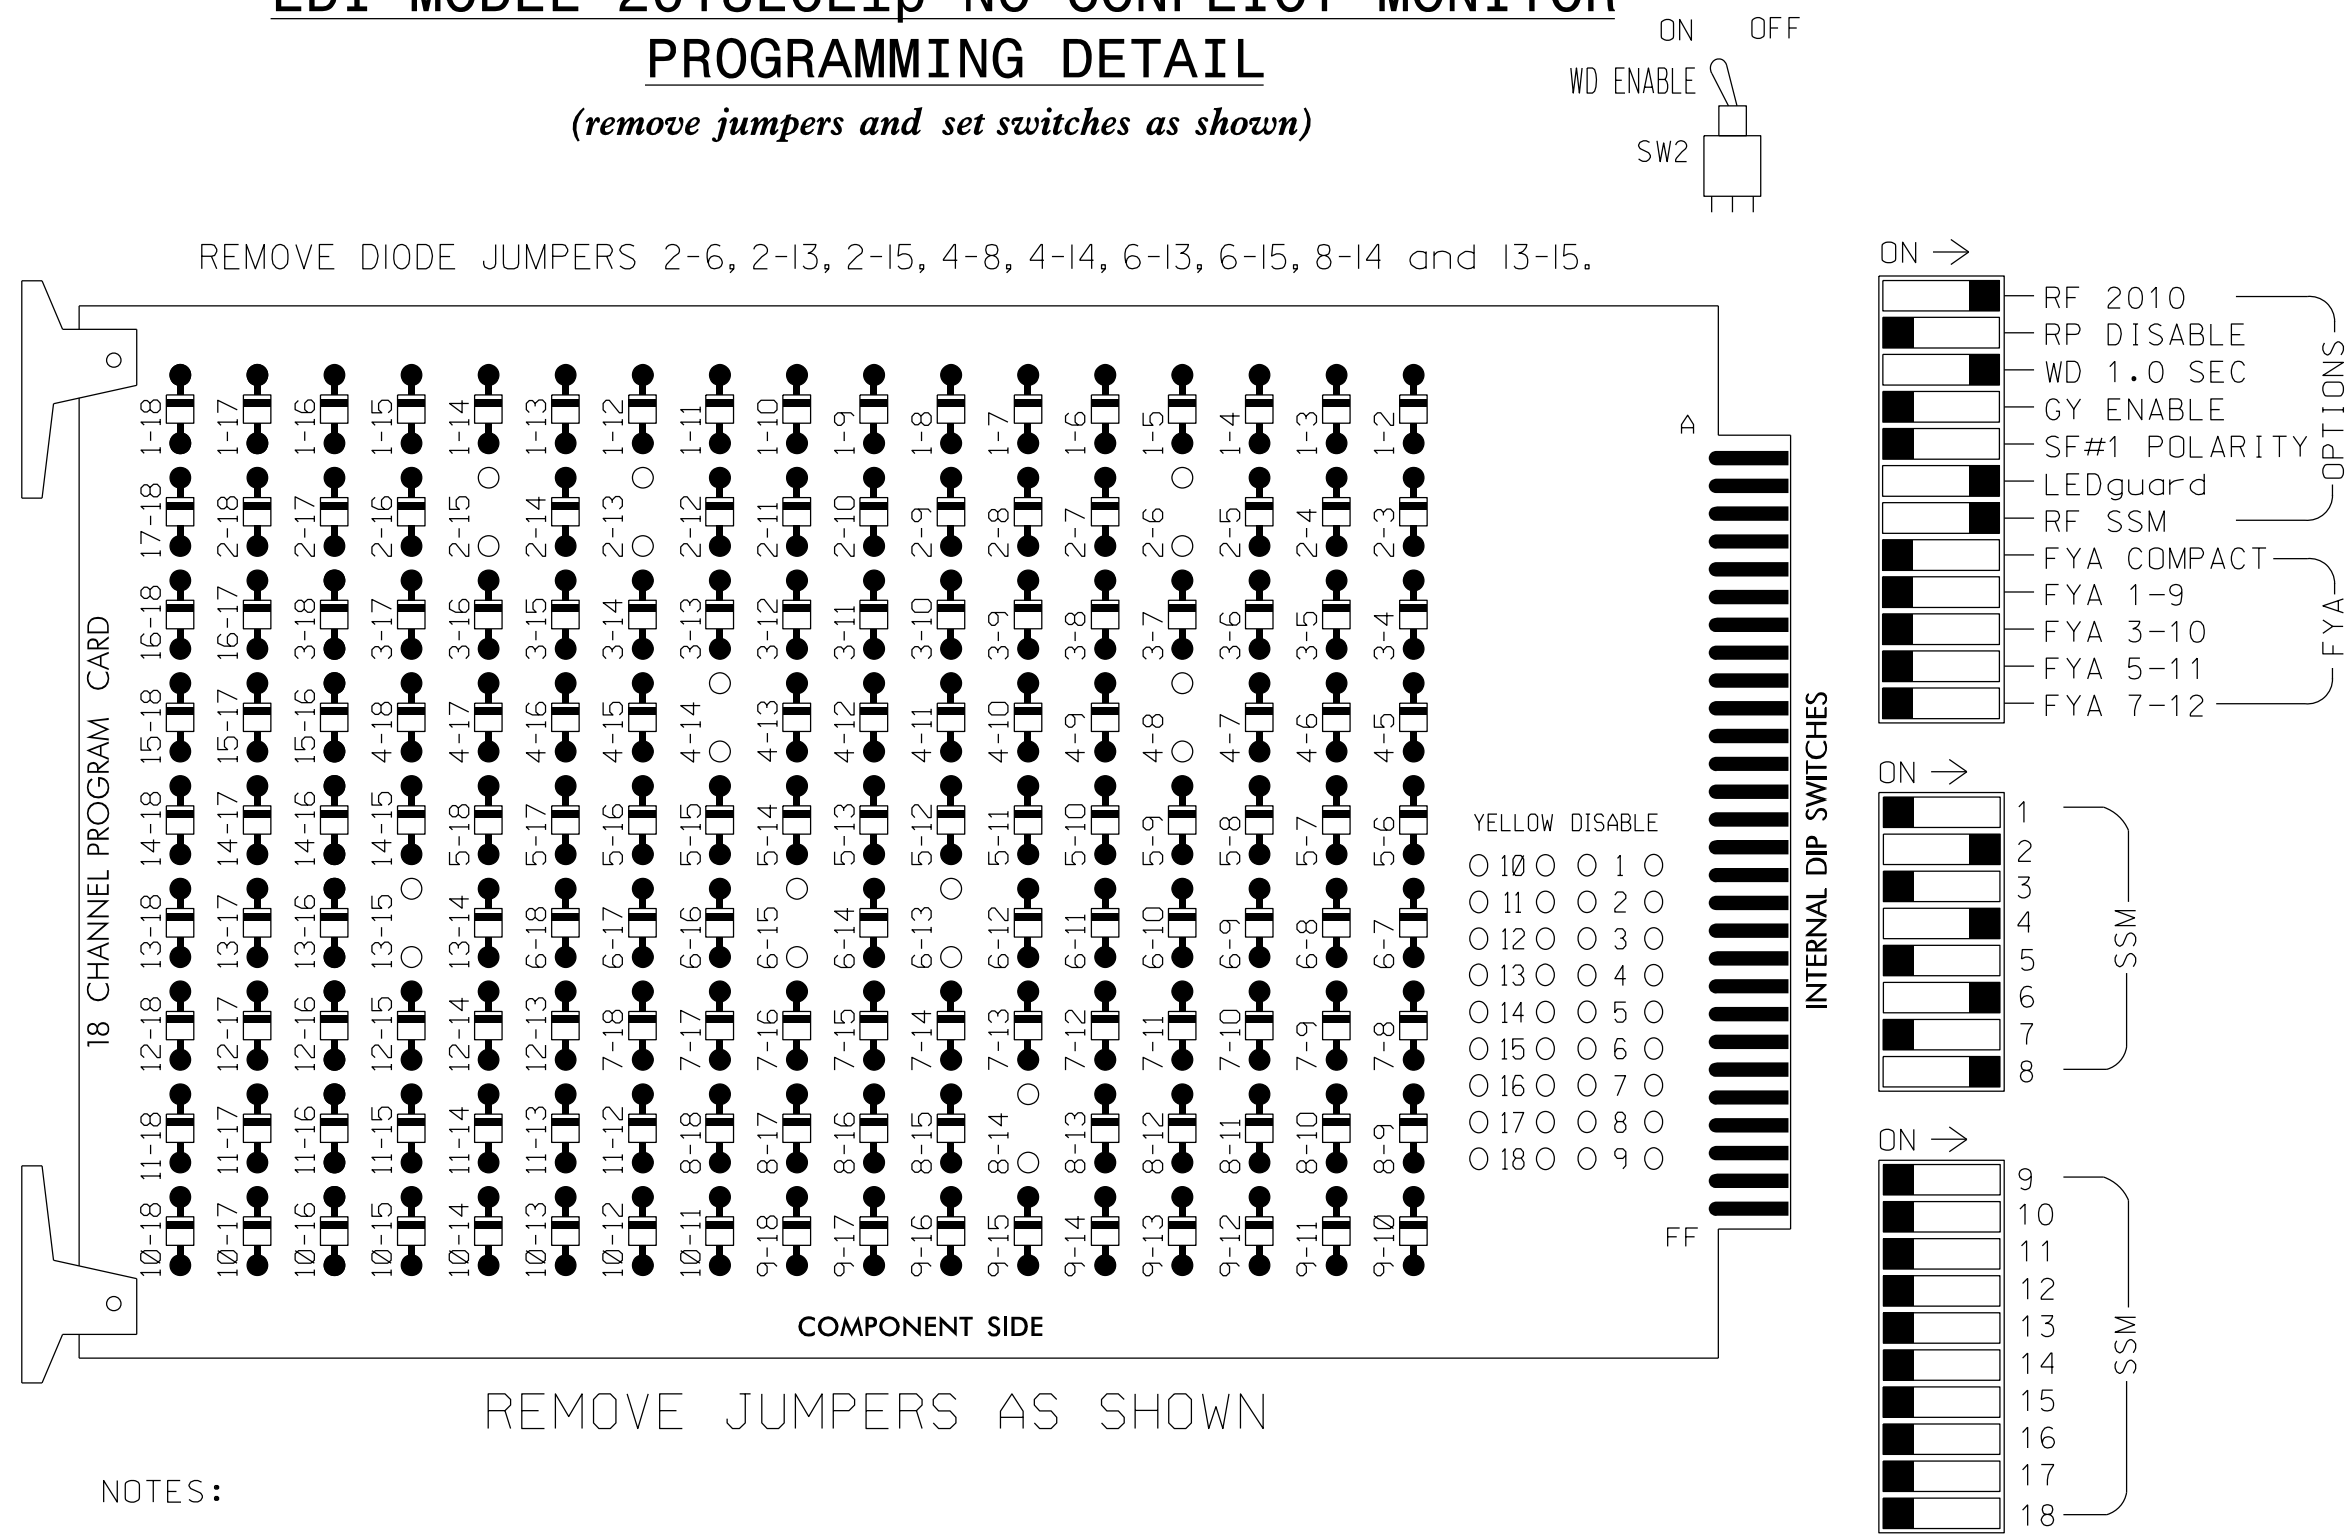 PROGRAMMING DETAIL
(remove jumpers and set switches as shown)
ON OFF
WD ENABLE
SW2
REMOVE DIODE JUMPERS 2-6, 2-13, 2-15, 4-8, 4-14, 6-13, 6-15, 8-14 and 13-15.
18 CHANNEL PROGRAM CARD
1-18 1-17 1-16 1-15 1-14 1-13 1-12 1-11 1-10 1-9 1-8 1-7 1-6 1-5 1-4 1-3 1-2
17-18 2-18 2-17 2-16 2-15 2-14 2-13 2-12 2-11 2-10 2-9 2-8 2-7 2-6 2-5 2-4 2-3
16-18 16-17 3-18 3-17 3-16 3-15 3-14 3-13 3-12 3-11 3-10 3-9 3-8 3-7 3-6 3-5 3-4
15-18 15-17 15-16 4-18 4-17 4-16 4-15 4-14 4-13 4-12 4-11 4-10 4-9 4-8 4-7 4-6 4-5
14-18 14-17 14-16 14-15 5-18 5-17 5-16 5-15 5-14 5-13 5-12 5-11 5-10 5-9 5-8 5-7 5-6
13-18 13-17 13-16 13-15 13-14 6-18 6-17 6-16 6-15 6-14 6-13 6-12 6-11 6-10 6-9 6-8 6-7
12-18 12-17 12-16 12-15 12-14 12-13 7-18 7-17 7-16 7-15 7-14 7-13 7-12 7-11 7-10 7-9 7-8
11-18 11-17 11-16 11-15 11-14 11-13 11-12 8-18 8-17 8-16 8-15 8-14 8-13 8-12 8-11 8-10 8-9
10-18 10-17 10-16 10-15 10-14 10-13 10-12 10-11 9-18 9-17 9-16 9-15 9-14 9-13 9-12 9-11 9-10
A
YELLOW DISABLE
10 1
11 2
12 3
13 4
14 5
15 6
16 7
17 8
18 9
FF
COMPONENT SIDE
REMOVE JUMPERS AS SHOWN
NOTES:
INTERNAL DIP SWITCHES
ON
RF 2010
RP DISABLE
WD 1.0 SEC
GY ENABLE
SF#1 POLARITY
LEDguard
RF SSM
OPTIONS
FYA COMPACT
FYA 1-9
FYA 3-10
FYA 5-11
FYA 7-12
FYA
ON
1
2
3
4
5
6
7
8
SSM
ON
9
10
11
12
13
14
15
16
17
18
SSM